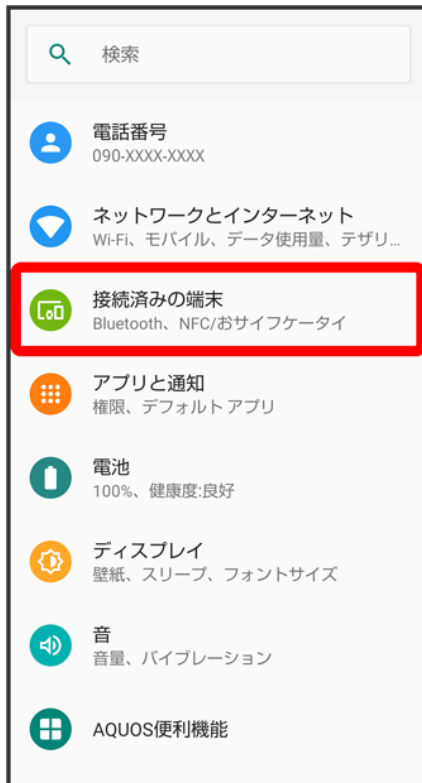 検索
電話番号
090-XXXX-XXXX
ネットワークとインターネット
Wi-Fi、モバイル、データ使用量、テザリ...
接続済みの端末
Bluetooth、NFC/おサイフケータイ
アプリと通知
権限、デフォルト アプリ
電池
100%、健康度:良好
ディスプレイ
壁紙、スリープ、フォントサイズ
音
音量、バイブレーション
AQUOS便利機能